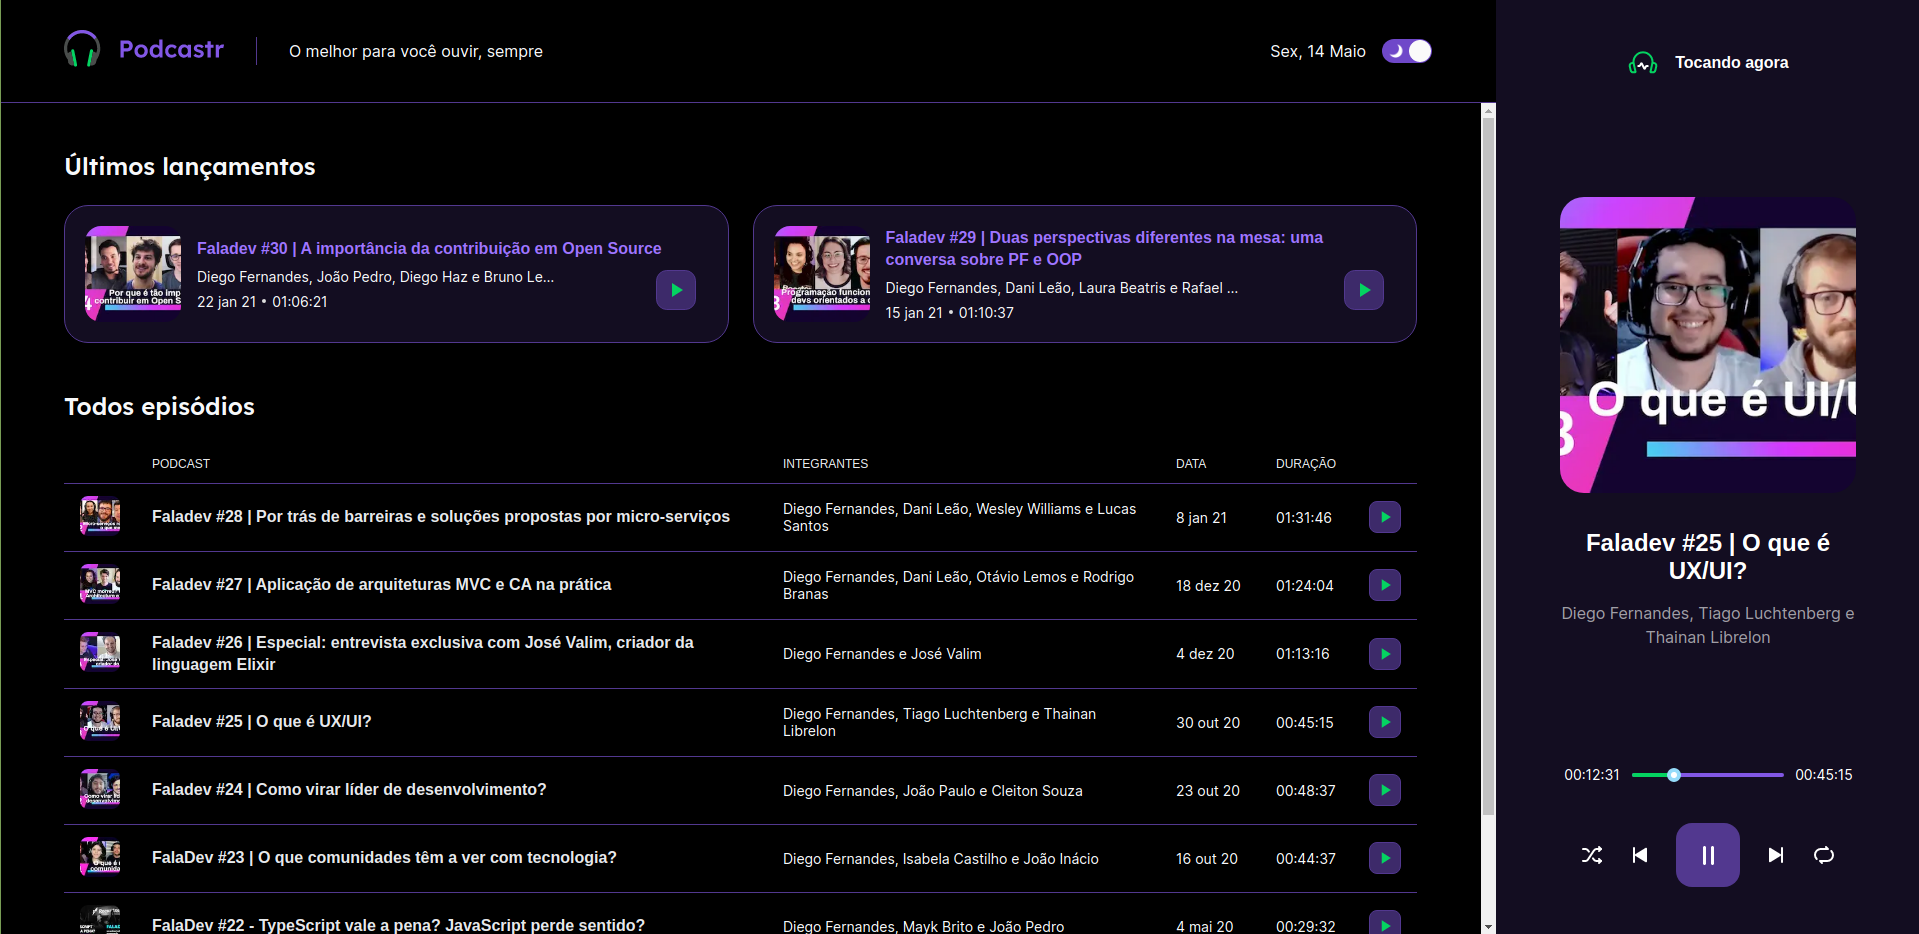 Podcastr
O melhor para você ouvir, sempre
Sex, 14 Maio
Últimos lançamentos
Por que é tão imp
contribuir em Open S
Faladev #30 | A importância da contribuição em Open Source
Diego Fernandes, João Pedro, Diego Haz e Bruno Le...
22 jan 21 • 01:06:21
Programação funcion
devs orientados a o
Faladev #29 | Duas perspectivas diferentes na mesa: uma
conversa sobre PF e OOP
Diego Fernandes, Dani Leão, Laura Beatris e Rafael ...
15 jan 21 • 01:10:37
Todos episódios
PODCAST INTEGRANTES DATA DURAÇÃO
Faladev #28 | Por trás de barreiras e soluções propostas por micro-serviços
Diego Fernandes, Dani Leão, Wesley Williams e Lucas
Santos
8 jan 21
01:31:46
Faladev #27 | Aplicação de arquiteturas MVC e CA na prática
Diego Fernandes, Dani Leão, Otávio Lemos e Rodrigo
Branas
18 dez 20
01:24:04
Faladev #26 | Especial: entrevista exclusiva com José Valim, criador da
linguagem Elixir
Diego Fernandes e José Valim
4 dez 20
01:13:16
Faladev #25 | O que é UX/UI?
Diego Fernandes, Tiago Luchtenberg e Thainan
Librelon
30 out 20
00:45:15
Faladev #24 | Como virar líder de desenvolvimento?
Diego Fernandes, João Paulo e Cleiton Souza
23 out 20
00:48:37
FalaDev #23 | O que comunidades têm a ver com tecnologia?
Diego Fernandes, Isabela Castilho e João Inácio
16 out 20
00:44:37
FalaDev #22 - TypeScript vale a pena? JavaScript perde sentido?
Diego Fernandes, Mayk Brito e João Pedro
4 mai 20
00:29:32
Tocando agora
O que é UI/U
3
Faladev #25 | O que é
UX/UI?
Diego Fernandes, Tiago Luchtenberg e
Thainan Librelon
00:12:31
00:45:15